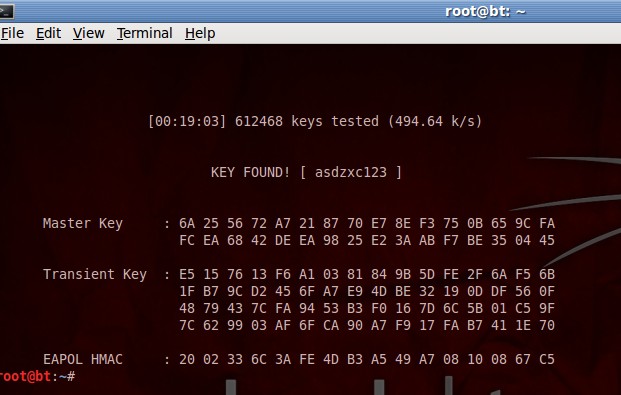 root@bt: ~
File Edit View Terminal Help
[00:19:03] 612468 keys tested (494.64 k/s)
KEY FOUND! [ asdzxc123 ]
Master Key : 6A 25 56 72 A7 21 87 70 E7 8E F3 75 0B 65 9C FA
FC EA 68 42 DE EA 98 25 E2 3A AB F7 BE 35 04 45
Transient Key : E5 15 76 13 F6 A1 03 81 84 9B 5D FE 2F 6A F5 6B
1F B7 9C D2 45 6F A7 E9 4D BE 32 19 0D DF 56 0F
48 79 43 7C FA 94 53 B3 F0 16 7D 6C 5B 01 C5 9F
7C 62 99 03 AF 6F CA 90 A7 F9 17 FA B7 41 1E 70
EAPOL HMAC : 20 02 33 6C 3A FE 4D B3 A5 49 A7 08 10 08 67 C5
root@bt:~#